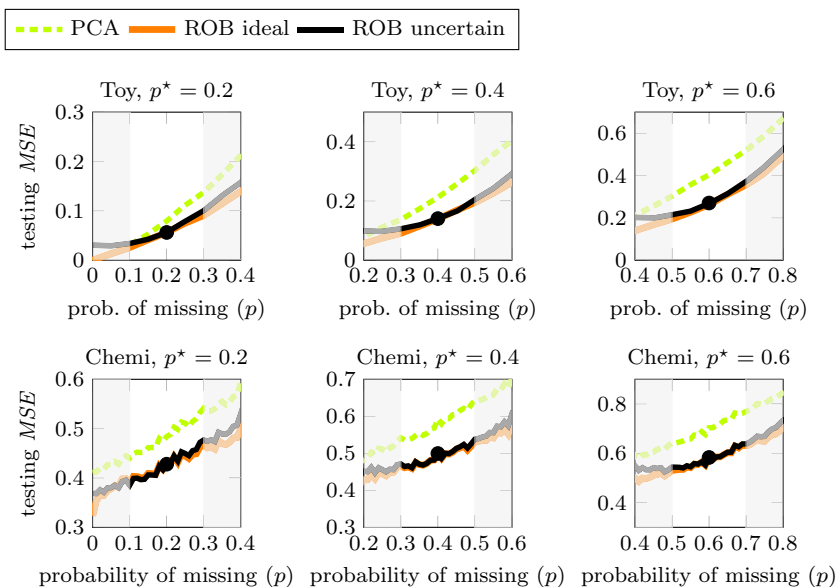 PCA ROB ideal ROB uncertain
Toy, p⋆ = 0.2
Toy, p⋆ = 0.4
Toy, p⋆ = 0.6
testing MSE
0.3
0.2
0.1
0
0 0.1 0.2 0.3 0.4
prob. of missing (p)
0.4
0.2
0
0.2 0.3 0.4 0.5 0.6
prob. of missing (p)
0.6
0.4
0.2
0
0.4 0.5 0.6 0.7 0.8
prob. of missing (p)
Chemi, p⋆ = 0.2
Chemi, p⋆ = 0.4
Chemi, p⋆ = 0.6
testing MSE
0.6
0.5
0.4
0.3
0 0.1 0.2 0.3 0.4
probability of missing (p)
0.7
0.6
0.5
0.4
0.3
0.2 0.3 0.4 0.5 0.6
probability of missing (p)
0.8
0.6
0.4
0.4 0.5 0.6 0.7 0.8
probability of missing (p)